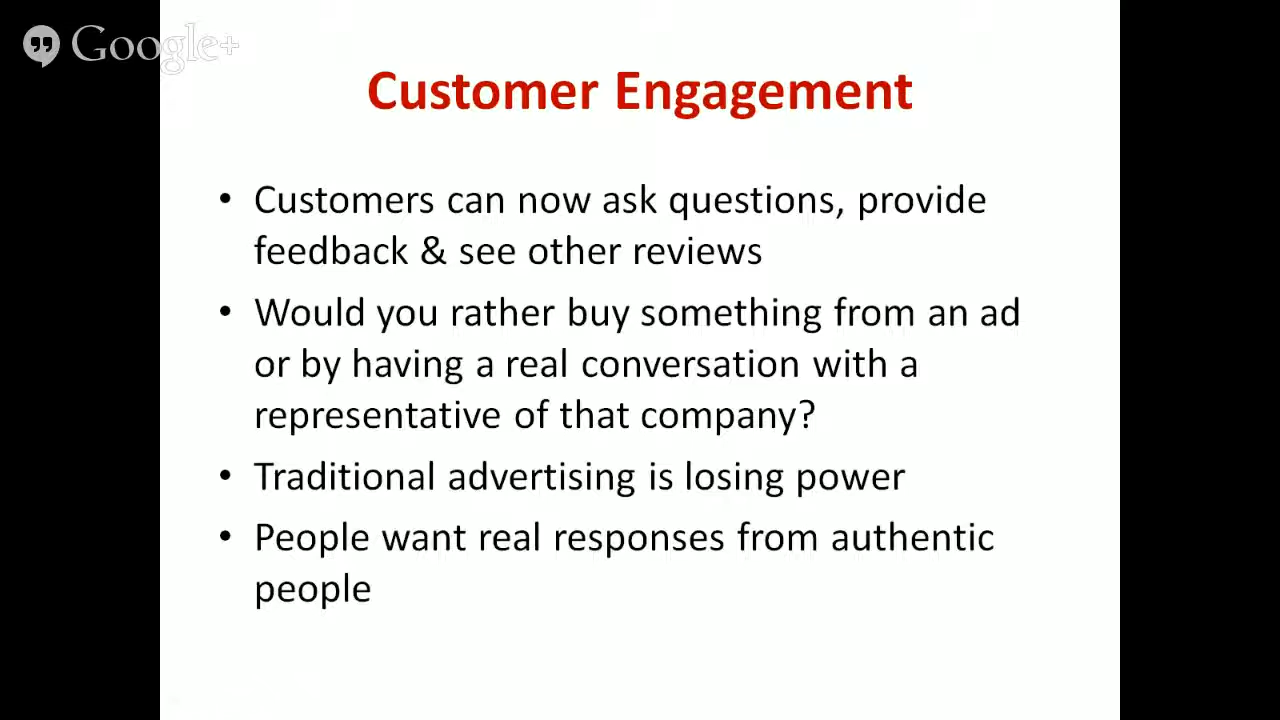 Google+
Customer Engagement
• Customers can now ask questions, provide
feedback & see other reviews
• Would you rather buy something from an ad
or by having a real conversation with a
representative of that company?
• Traditional advertising is losing power
• People want real responses from authentic
people